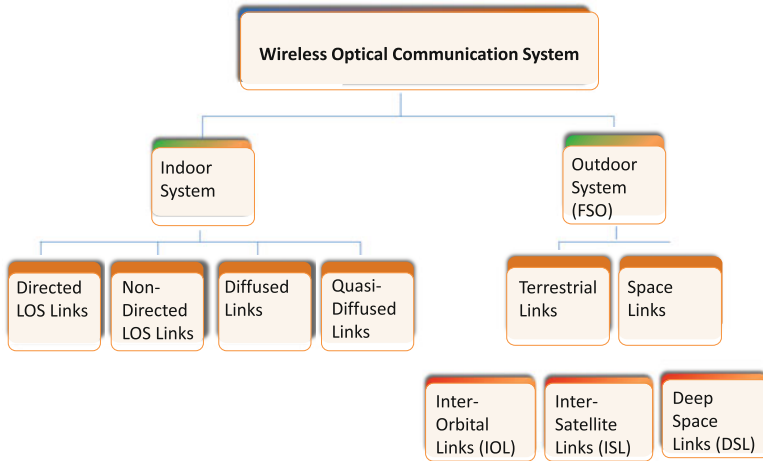 Wireless Optical Communication System
Indoor
System
Outdoor
System
(FSO)
Directed
LOS Links
Non-
Directed
LOS Links
Diffused
Links
Quasi-
Diffused
Links
Terrestrial
Links
Space
Links
Inter-
Orbital
Links (IOL)
Inter-
Satellite
Links (ISL)
Deep
Space
Links (DSL)